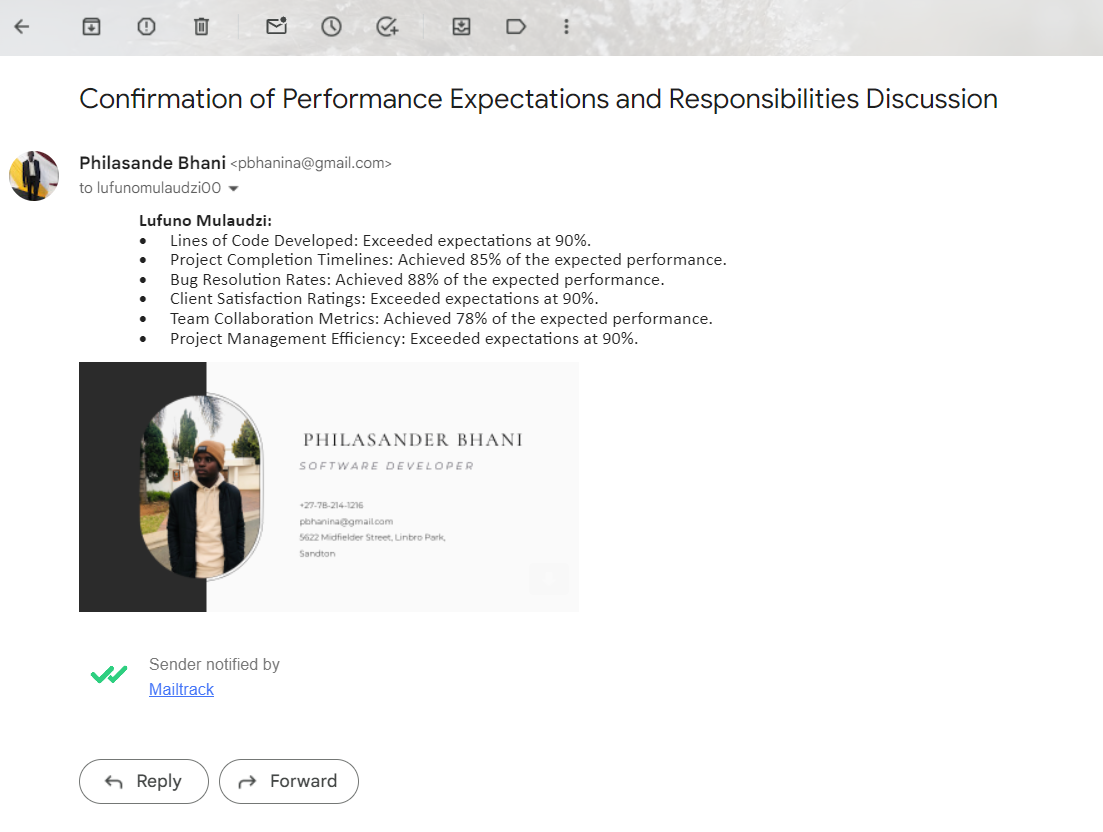 Confirmation of Performance Expectations and Responsibilities Discussion
Philasande Bhani <pbhanina@gmail.com>
to lufunomulaudzi00
Lufuno Mulaudzi:
• Lines of Code Developed: Exceeded expectations at 90%.
• Project Completion Timelines: Achieved 85% of the expected performance.
• Bug Resolution Rates: Achieved 88% of the expected performance.
• Client Satisfaction Ratings: Exceeded expectations at 90%.
• Team Collaboration Metrics: Achieved 78% of the expected performance.
• Project Management Efficiency: Exceeded expectations at 90%.
PHILASANDER BHANI
SOFTWARE DEVELOPER
+27-78-214-1216
pbhanina@gmail.com
5622 Midfielder Street, Linbro Park,
Sandton
Sender notified by
Mailtrack
Reply
Forward